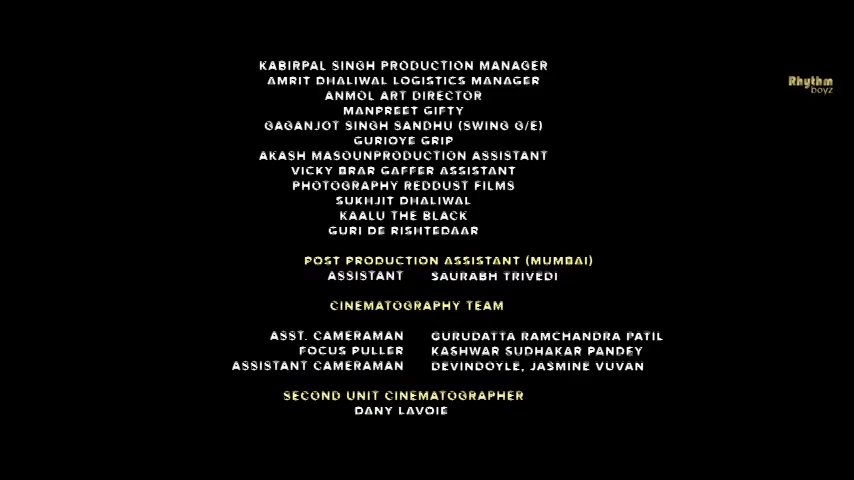 KABIRPAL SINGH PRODUCTION MANAGER
AMRIT DHALIWAL LOGISTICS MANAGER
ANMOL ART DIRECTOR
MANPREET GIFTY
GAGANJOT SINGH SANDHU (SWING G/E)
GURIOYE GRIP
AKASH MASOUNPRODUCTION ASSISTANT
VICKY BRAR GAFFER ASSISTANT
PHOTOGRAPHY REDDUST FILMS
SUKHJIT DHALIWAL
KAALU THE BLACK
GURI DE RISHTEDAAR
POST PRODUCTION ASSISTANT (MUMBAI)
ASSISTANT SAURABH TRIVEDI
CINEMATOGRAPHY TEAM
ASST. CAMERAMAN GURUDATTA RAMCHANDRA PATIL
FOCUS PULLER KASHWAR SUDHAKAR PANDEY
ASSISTANT CAMERAMAN DEVINDOYLE, JASMINE VUVAN
SECOND UNIT CINEMATOGRAPHER
DANY LAVOIE
Rhythm
boyz